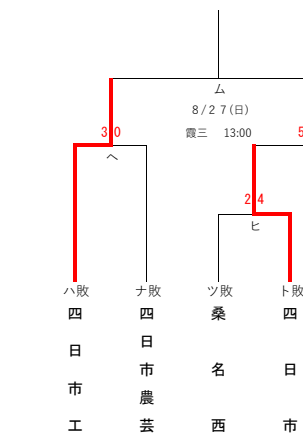 ム
8/27(日)
霞三 13:00
3 0
5
ヘ
2 4
ヒ
ハ敗 ナ敗 ツ敗 ト敗
四日市工
四日市農芸
桑名西
四日市